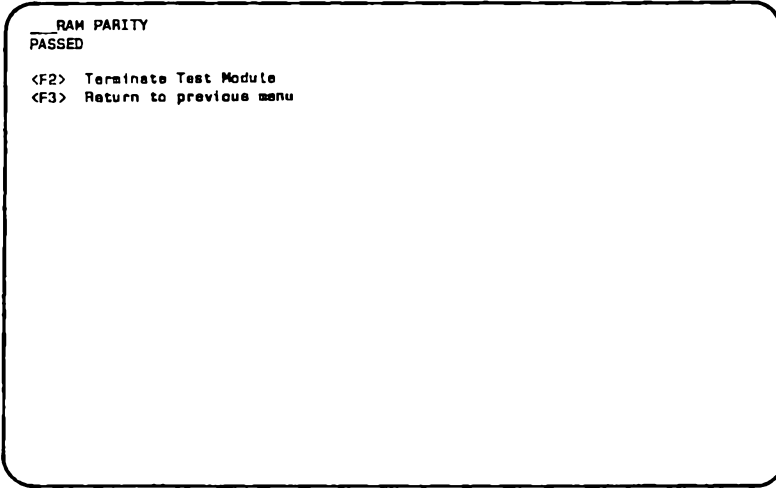 ___RAM PARITY
PASSED
<F2> Terminate Test Module
<F3> Return to previous menu